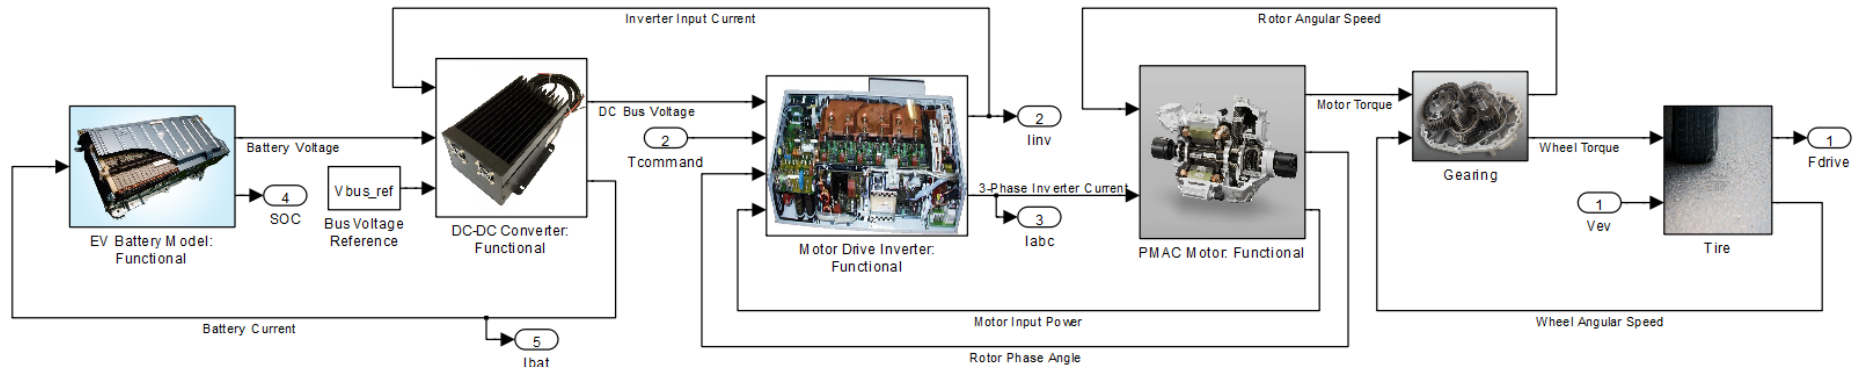 Inverter Input Current
Rotor Angular Speed
DC Bus Voltage
Motor Torque
2
Tcommand
2
Iinv
Battery Voltage
Wheel Torque
1
Fdrive
Gearing
4
SOC
Vbus_ref
Bus Voltage
Reference
3-Phase Inverter Current
3
Iabc
1
Vev
EV Battery Model:
Functional
DC-DC Converter:
Functional
Motor Drive Inverter:
Functional
PMAC Motor: Functional
Tire
Battery Current
Motor Input Power
Wheel Angular Speed
5
Ibat
Rotor Phase Angle